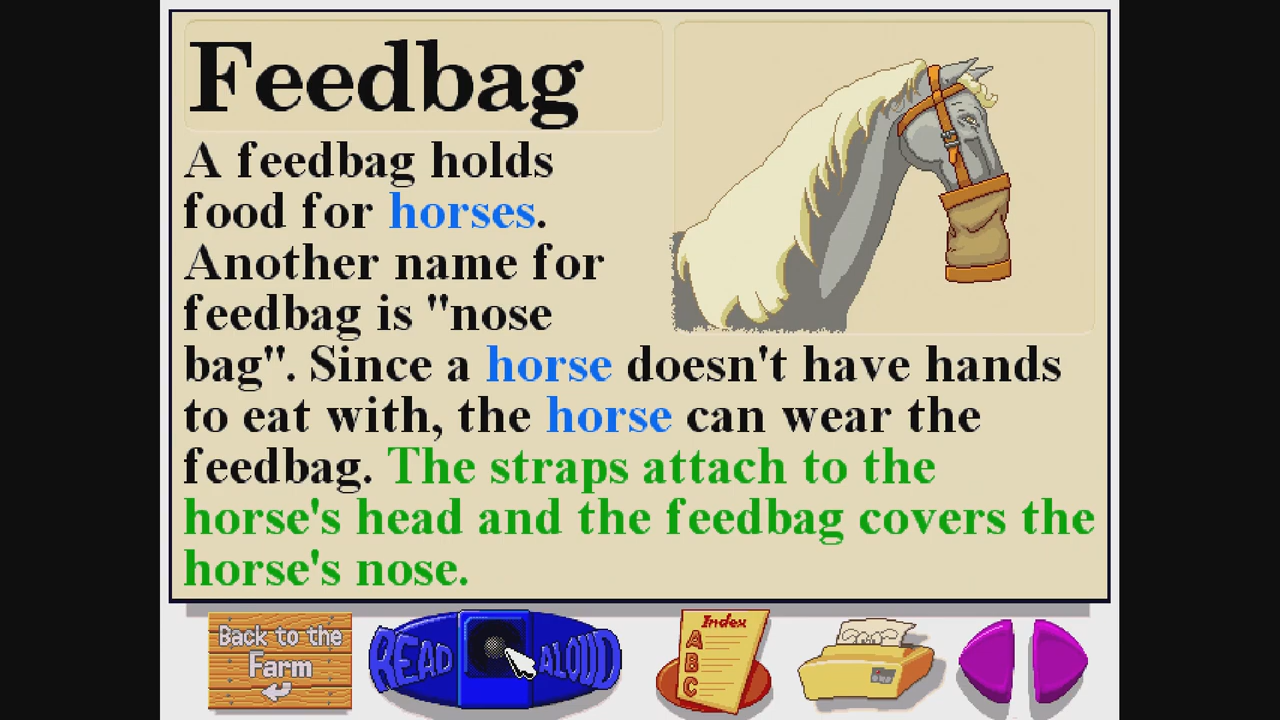 Feedbag
A feedbag holds
food for horses.
Another name for
feedbag is "nose
bag". Since a horse doesn't have hands
to eat with, the horse can wear the
feedbag. The straps attach to the
horse's head and the feedbag covers the
horse's nose.
Back to the
Farm
READ ALOUD
Index
A
B
C